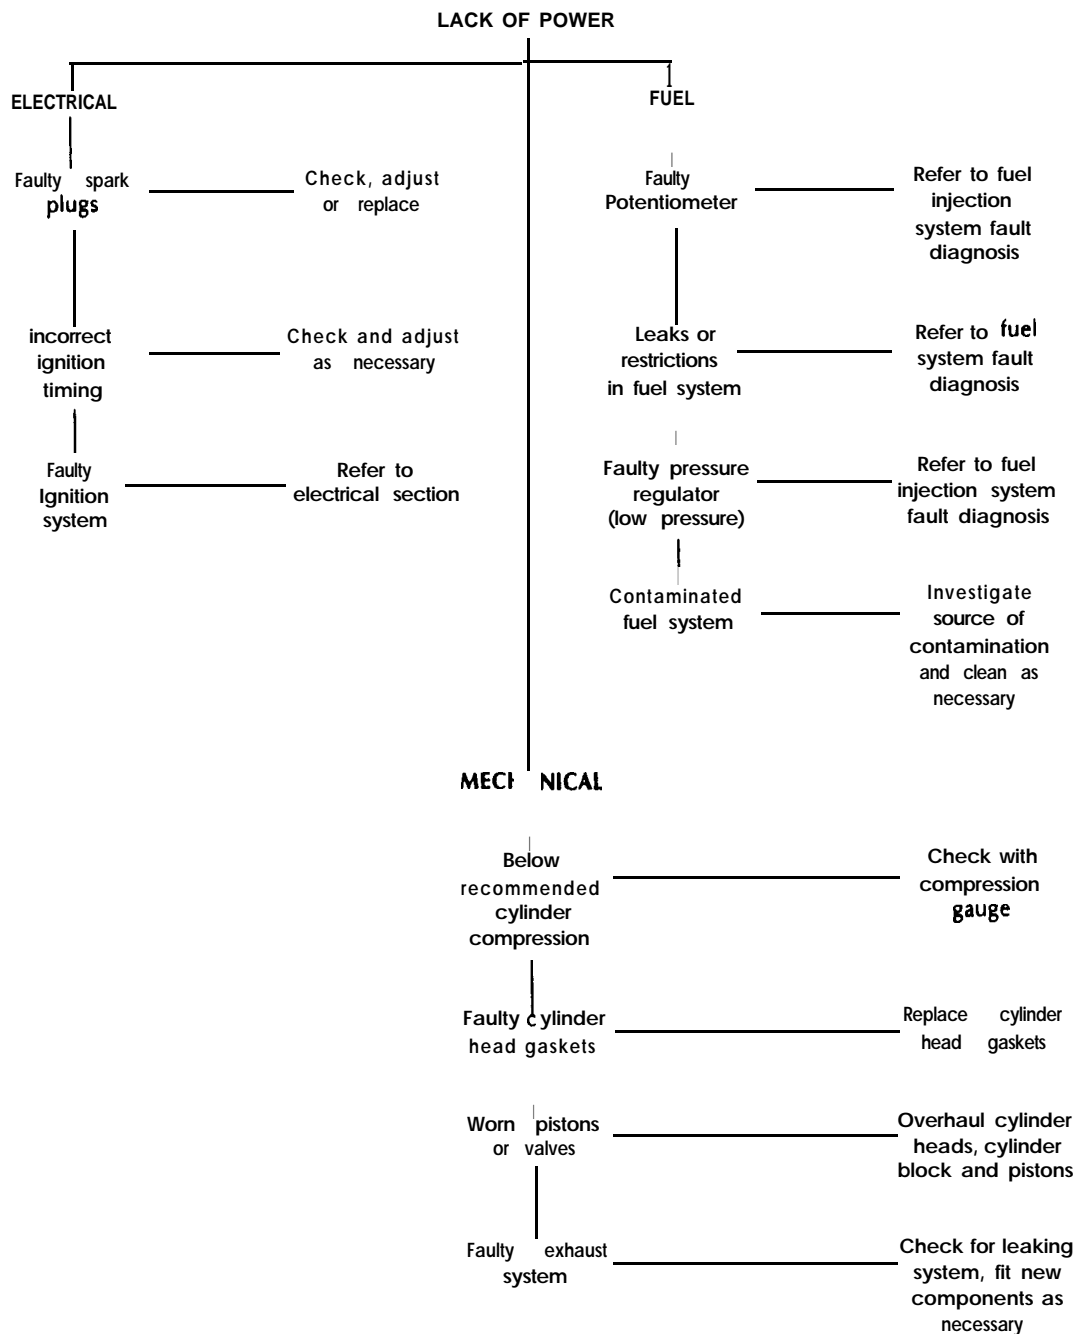 LACK OF POWER
ELECTRICAL
Faulty spark
plugs
Check, adjust
or replace
incorrect
ignition
timing
Check and adjust
as necessary
Faulty
Ignition
system
Refer to
electrical section
FUEL
Faulty
Potentiometer
Refer to fuel
injection
system fault
diagnosis
Leaks or
restrictions
in fuel system
Refer to fuel
system fault
diagnosis
Faulty pressure
regulator
(low pressure)
Refer to fuel
injection system
fault diagnosis
Contaminated
fuel system
Investigate
source of
contamination
and clean as
necessary
MECHANICAL
Below
recommended
cylinder
compression
Check with
compression
gauge
Faulty cylinder
head gaskets
Replace cylinder
head gaskets
Worn pistons
or valves
Overhaul cylinder
heads, cylinder
block and pistons
Faulty exhaust
system
Check for leaking
system, fit new
components as
necessary